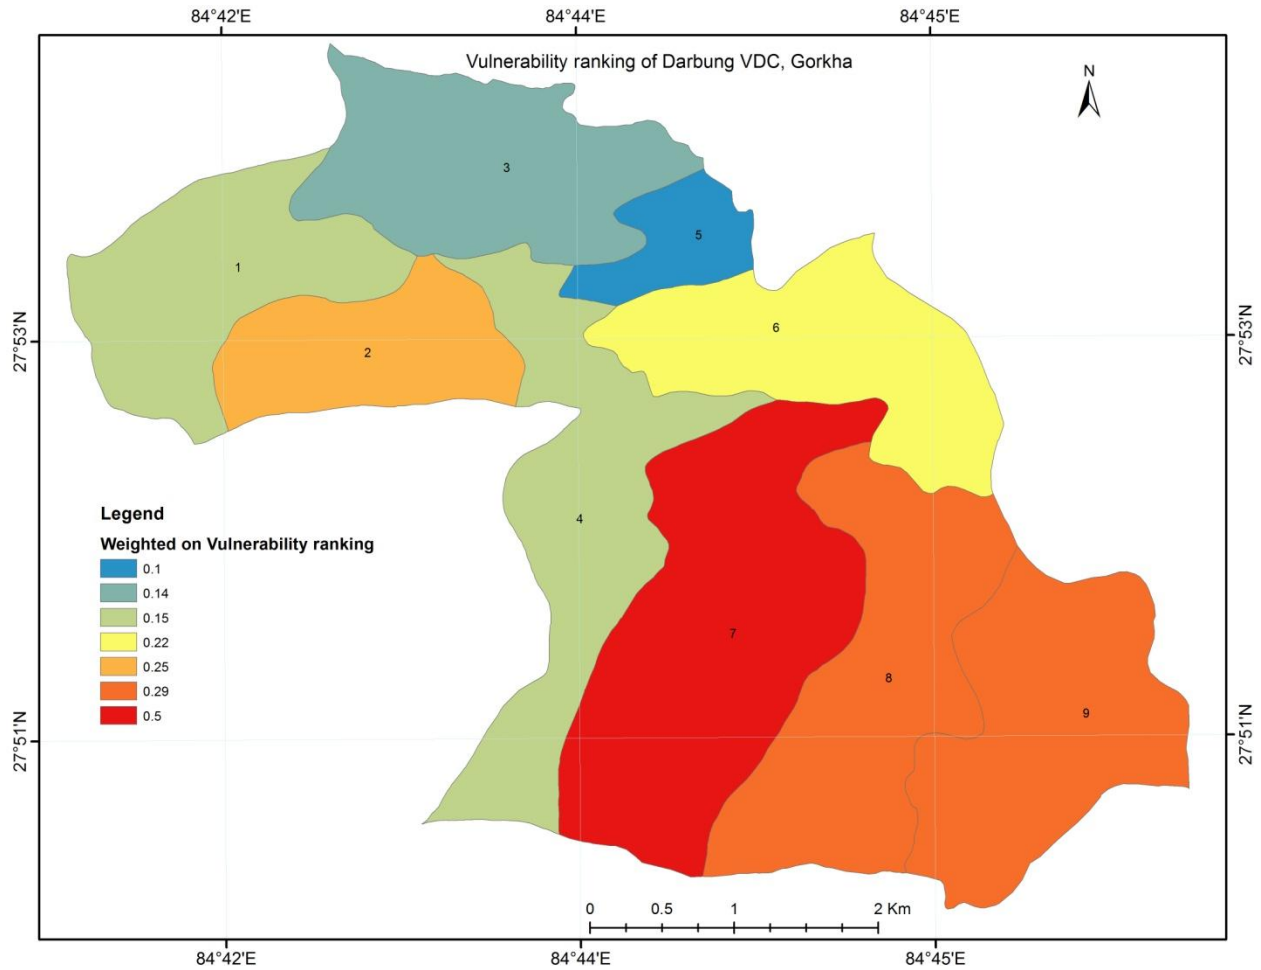 84°42'E 84°44'E 84°45'E
Vulnerability ranking of Darbung VDC, Gorkha
N
3
5
1
6
27°53'N 27°53'N
2
Legend
4
Weighted on Vulnerability ranking
0.1
0.14
0.15
0.22
0.25
0.29
0.5
7
8
9
27°51'N 27°51'N
0 0.5 1 2 Km
84°42'E 84°44'E 84°45'E